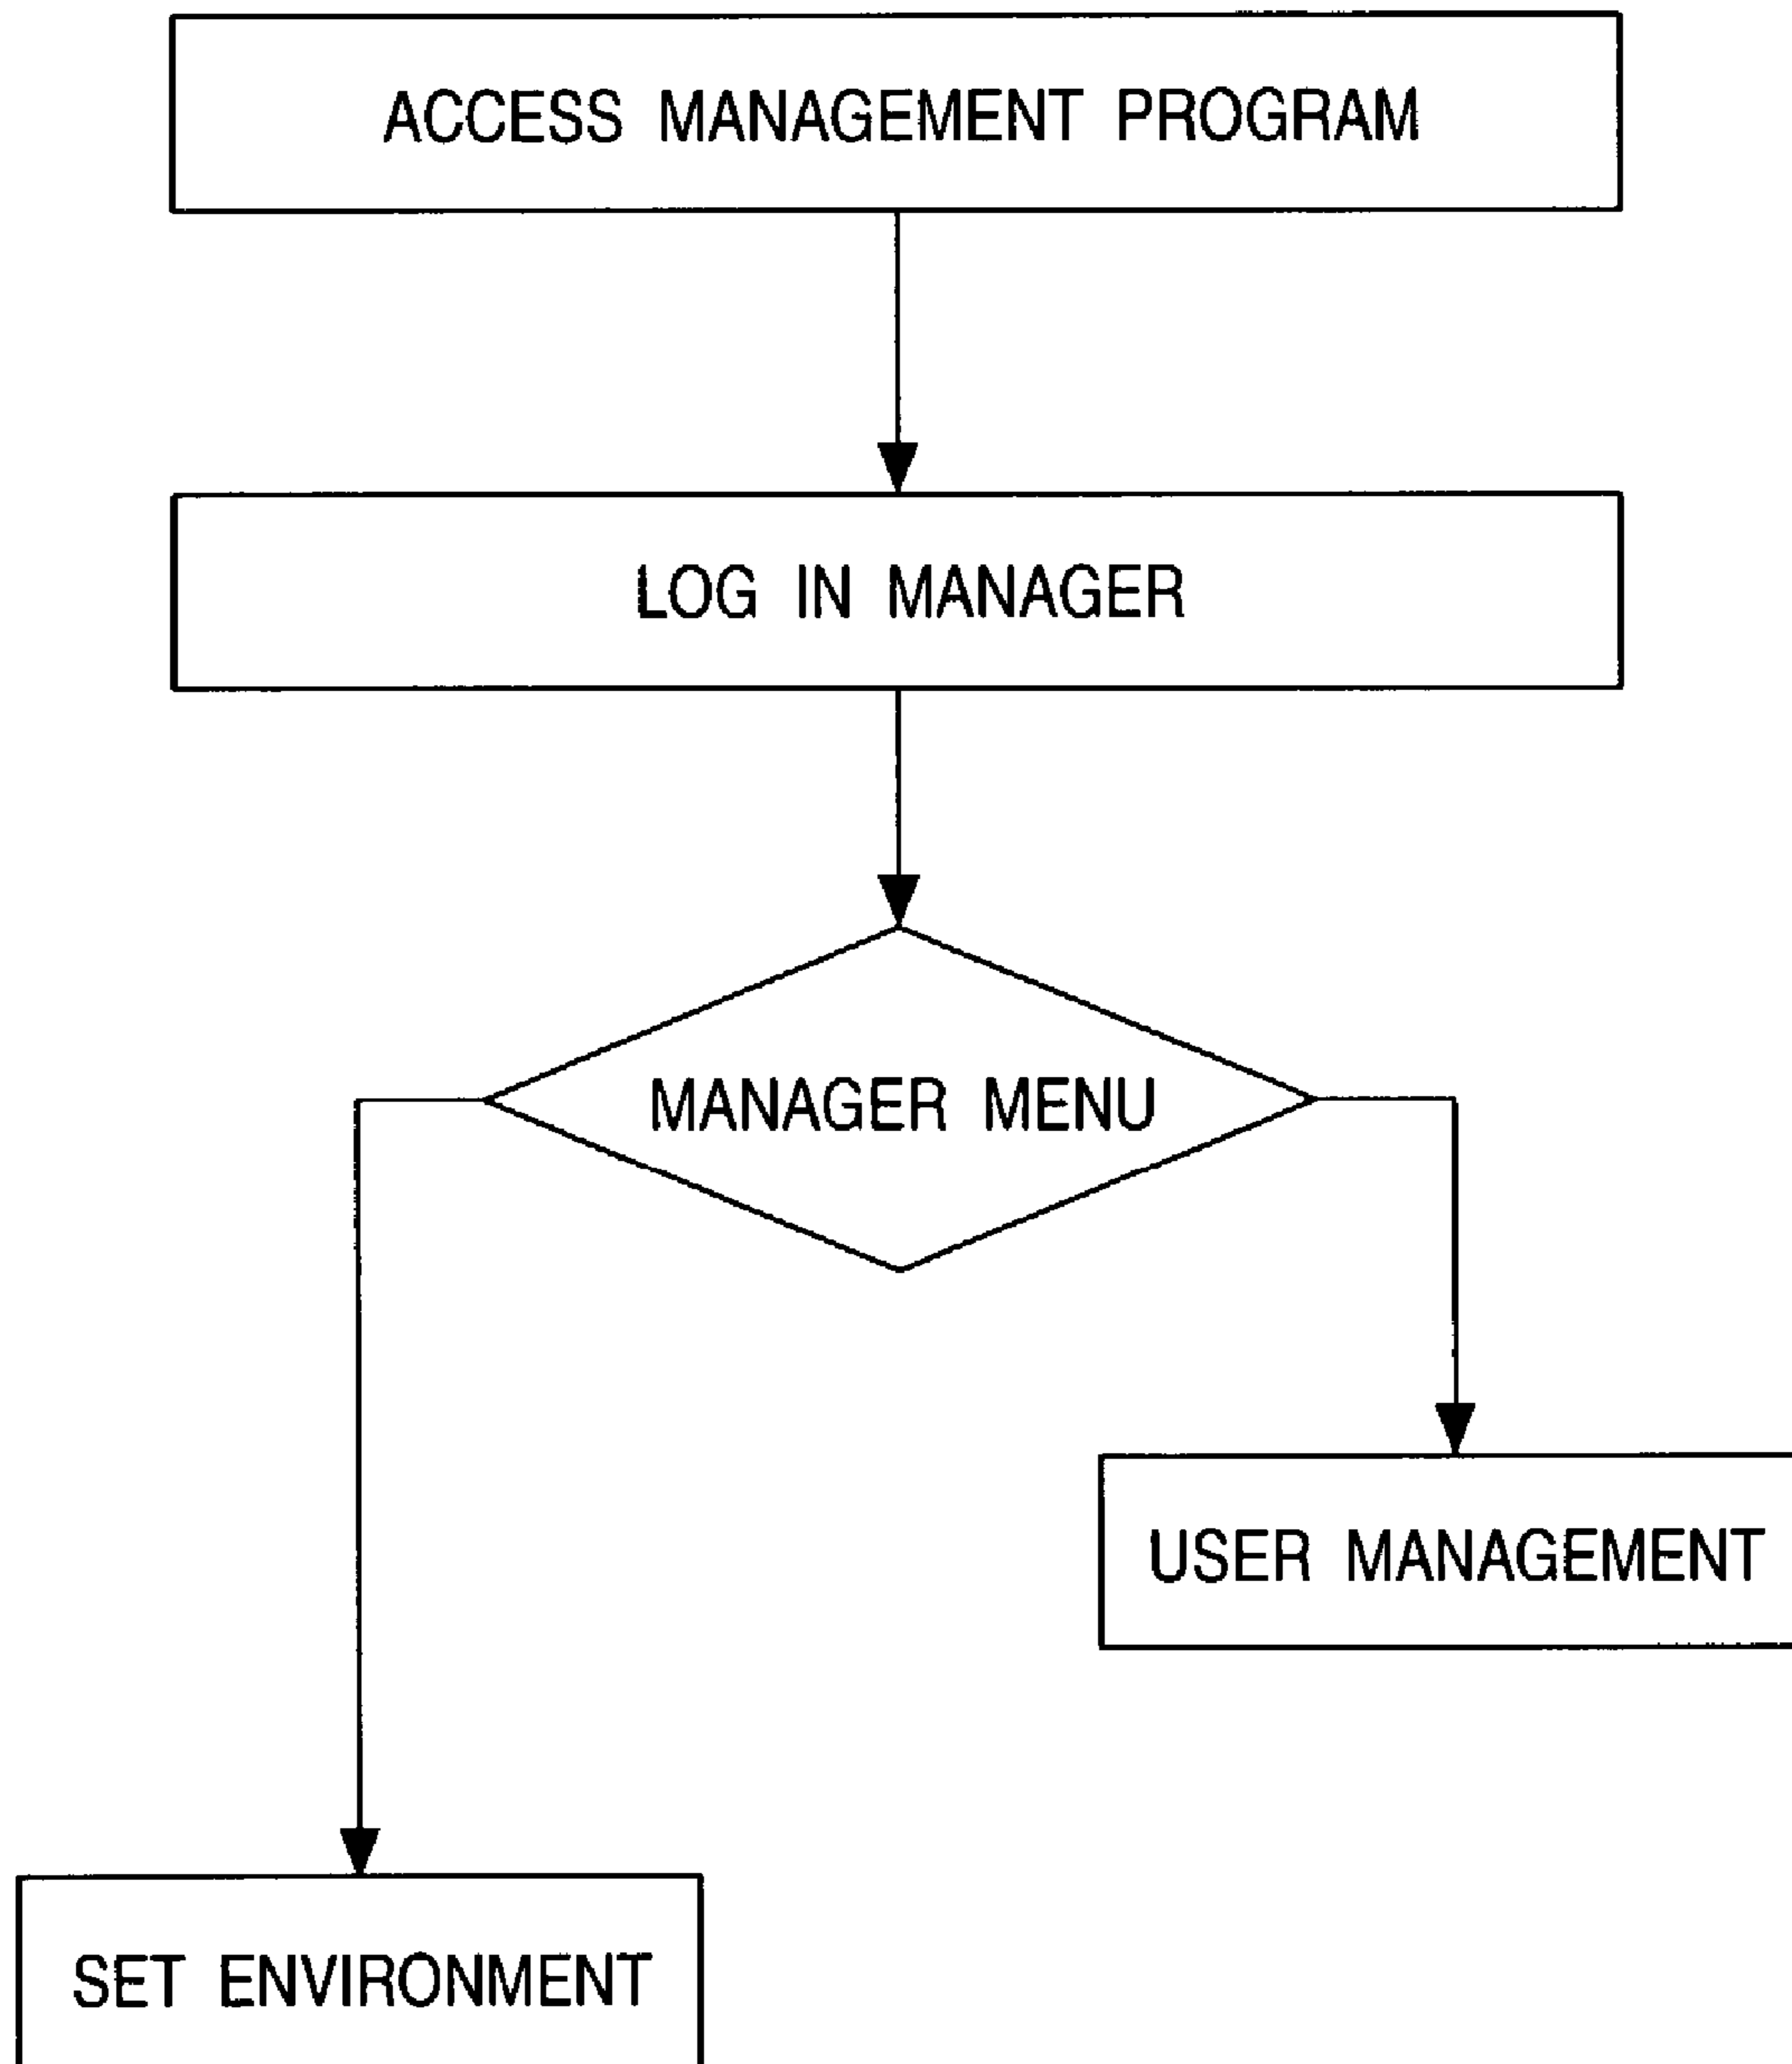 ACCESS MANAGEMENT PROGRAM
LOG IN MANAGER
MANAGER MENU
USER MANAGEMENT
SET ENVIRONMENT